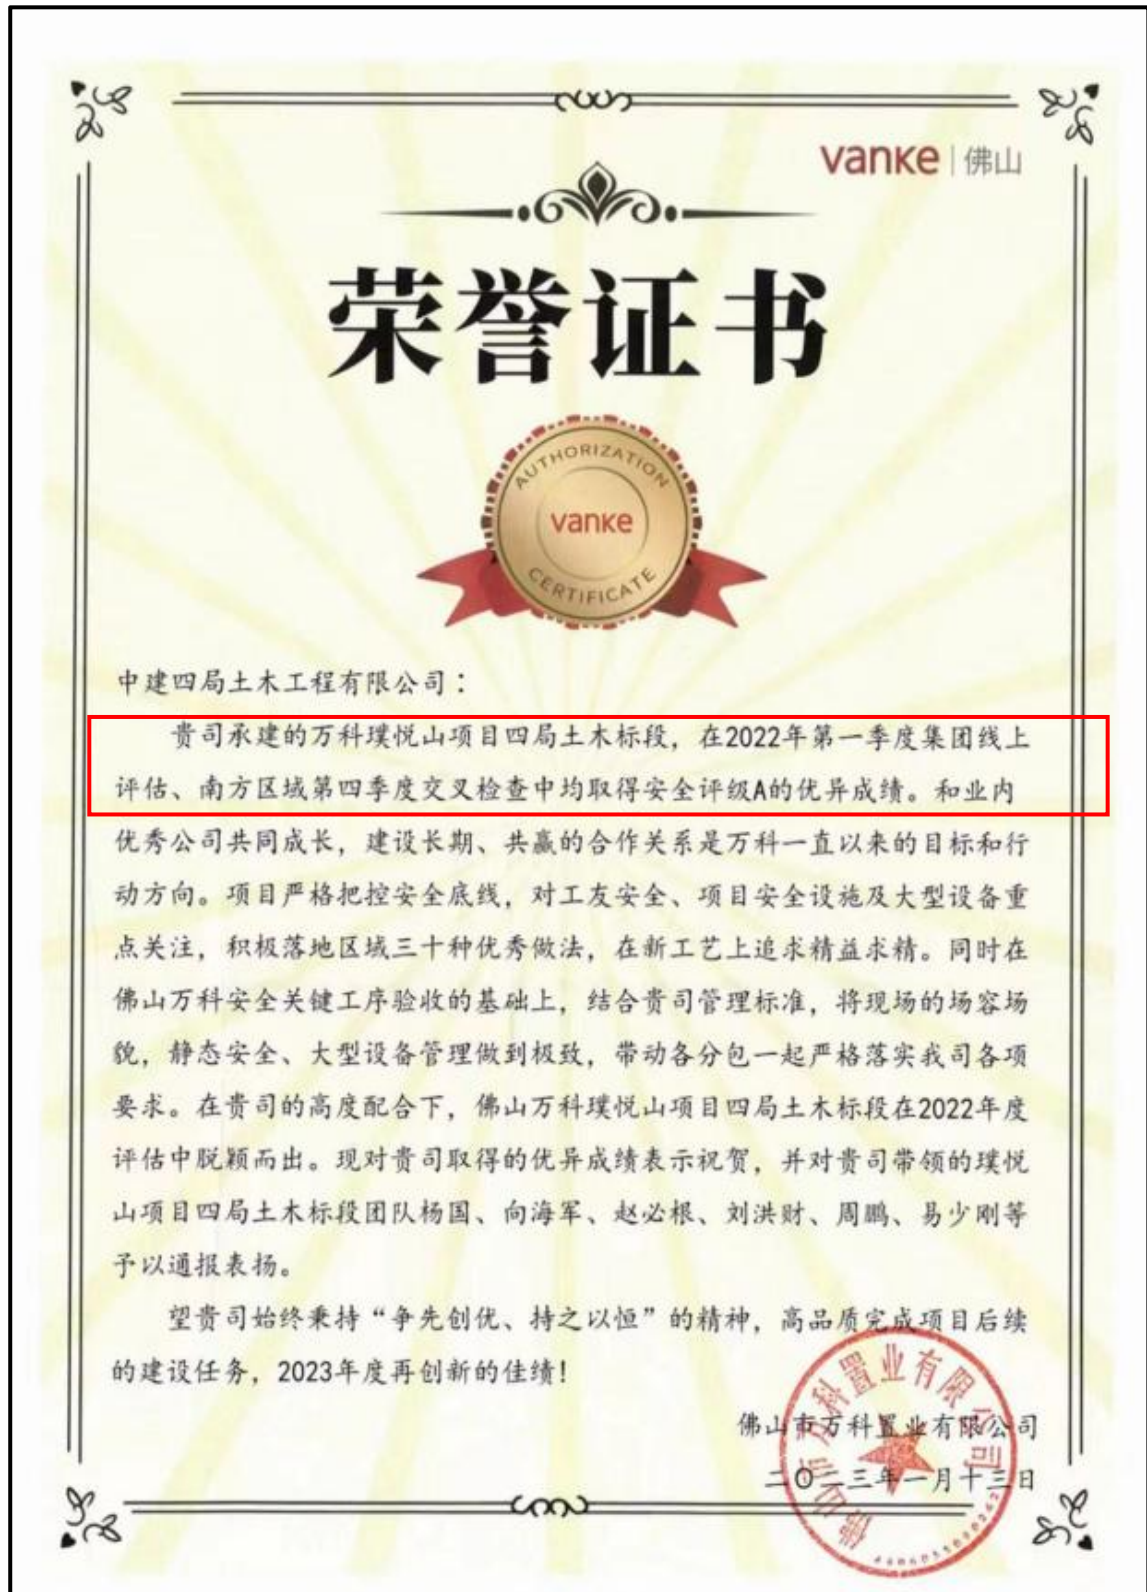 vanke 佛山
荣誉证书
AUTHORIZATION
vanke
CERTIFICATE
中建四局土木工程有限公司：
贵司承建的万科璞悦山项目四局土木标段，在2022年第一季度集团线上
评估、南方区域第四季度交叉检查中均取得安全评级A的优异成绩。和业内
优秀公司共同成长，建设长期、共赢的合作关系是万科一直以来的目标和行
动方向。项目严格把控安全底线，对工友安全、项目安全设施及大型设备重
点关注，积极落地区域三十种优秀做法，在新工艺上追求精益求精。同时在
佛山万科安全关键工序验收的基础上，结合贵司管理标准，将现场的场容场
貌，静态安全、大型设备管理做到极致，带动各分包一起严格落实我司各项
要求。在贵司的高度配合下，佛山万科璞悦山项目四局土木标段在2022年度
评估中脱颖而出。现对贵司取得的优异成绩表示祝贺，并对贵司带领的璞悦
山项目四局土木标段团队杨国、向海军、赵必根、刘洪财、周鹏、易少刚等
予以通报表扬。
望贵司始终秉持“争先创优、持之以恒”的精神，高品质完成项目后续
的建设任务，2023年度再创新的佳绩！
佛山市万科置业有限公司
二〇二三年一月十三日
佛山市万科置业有限公司